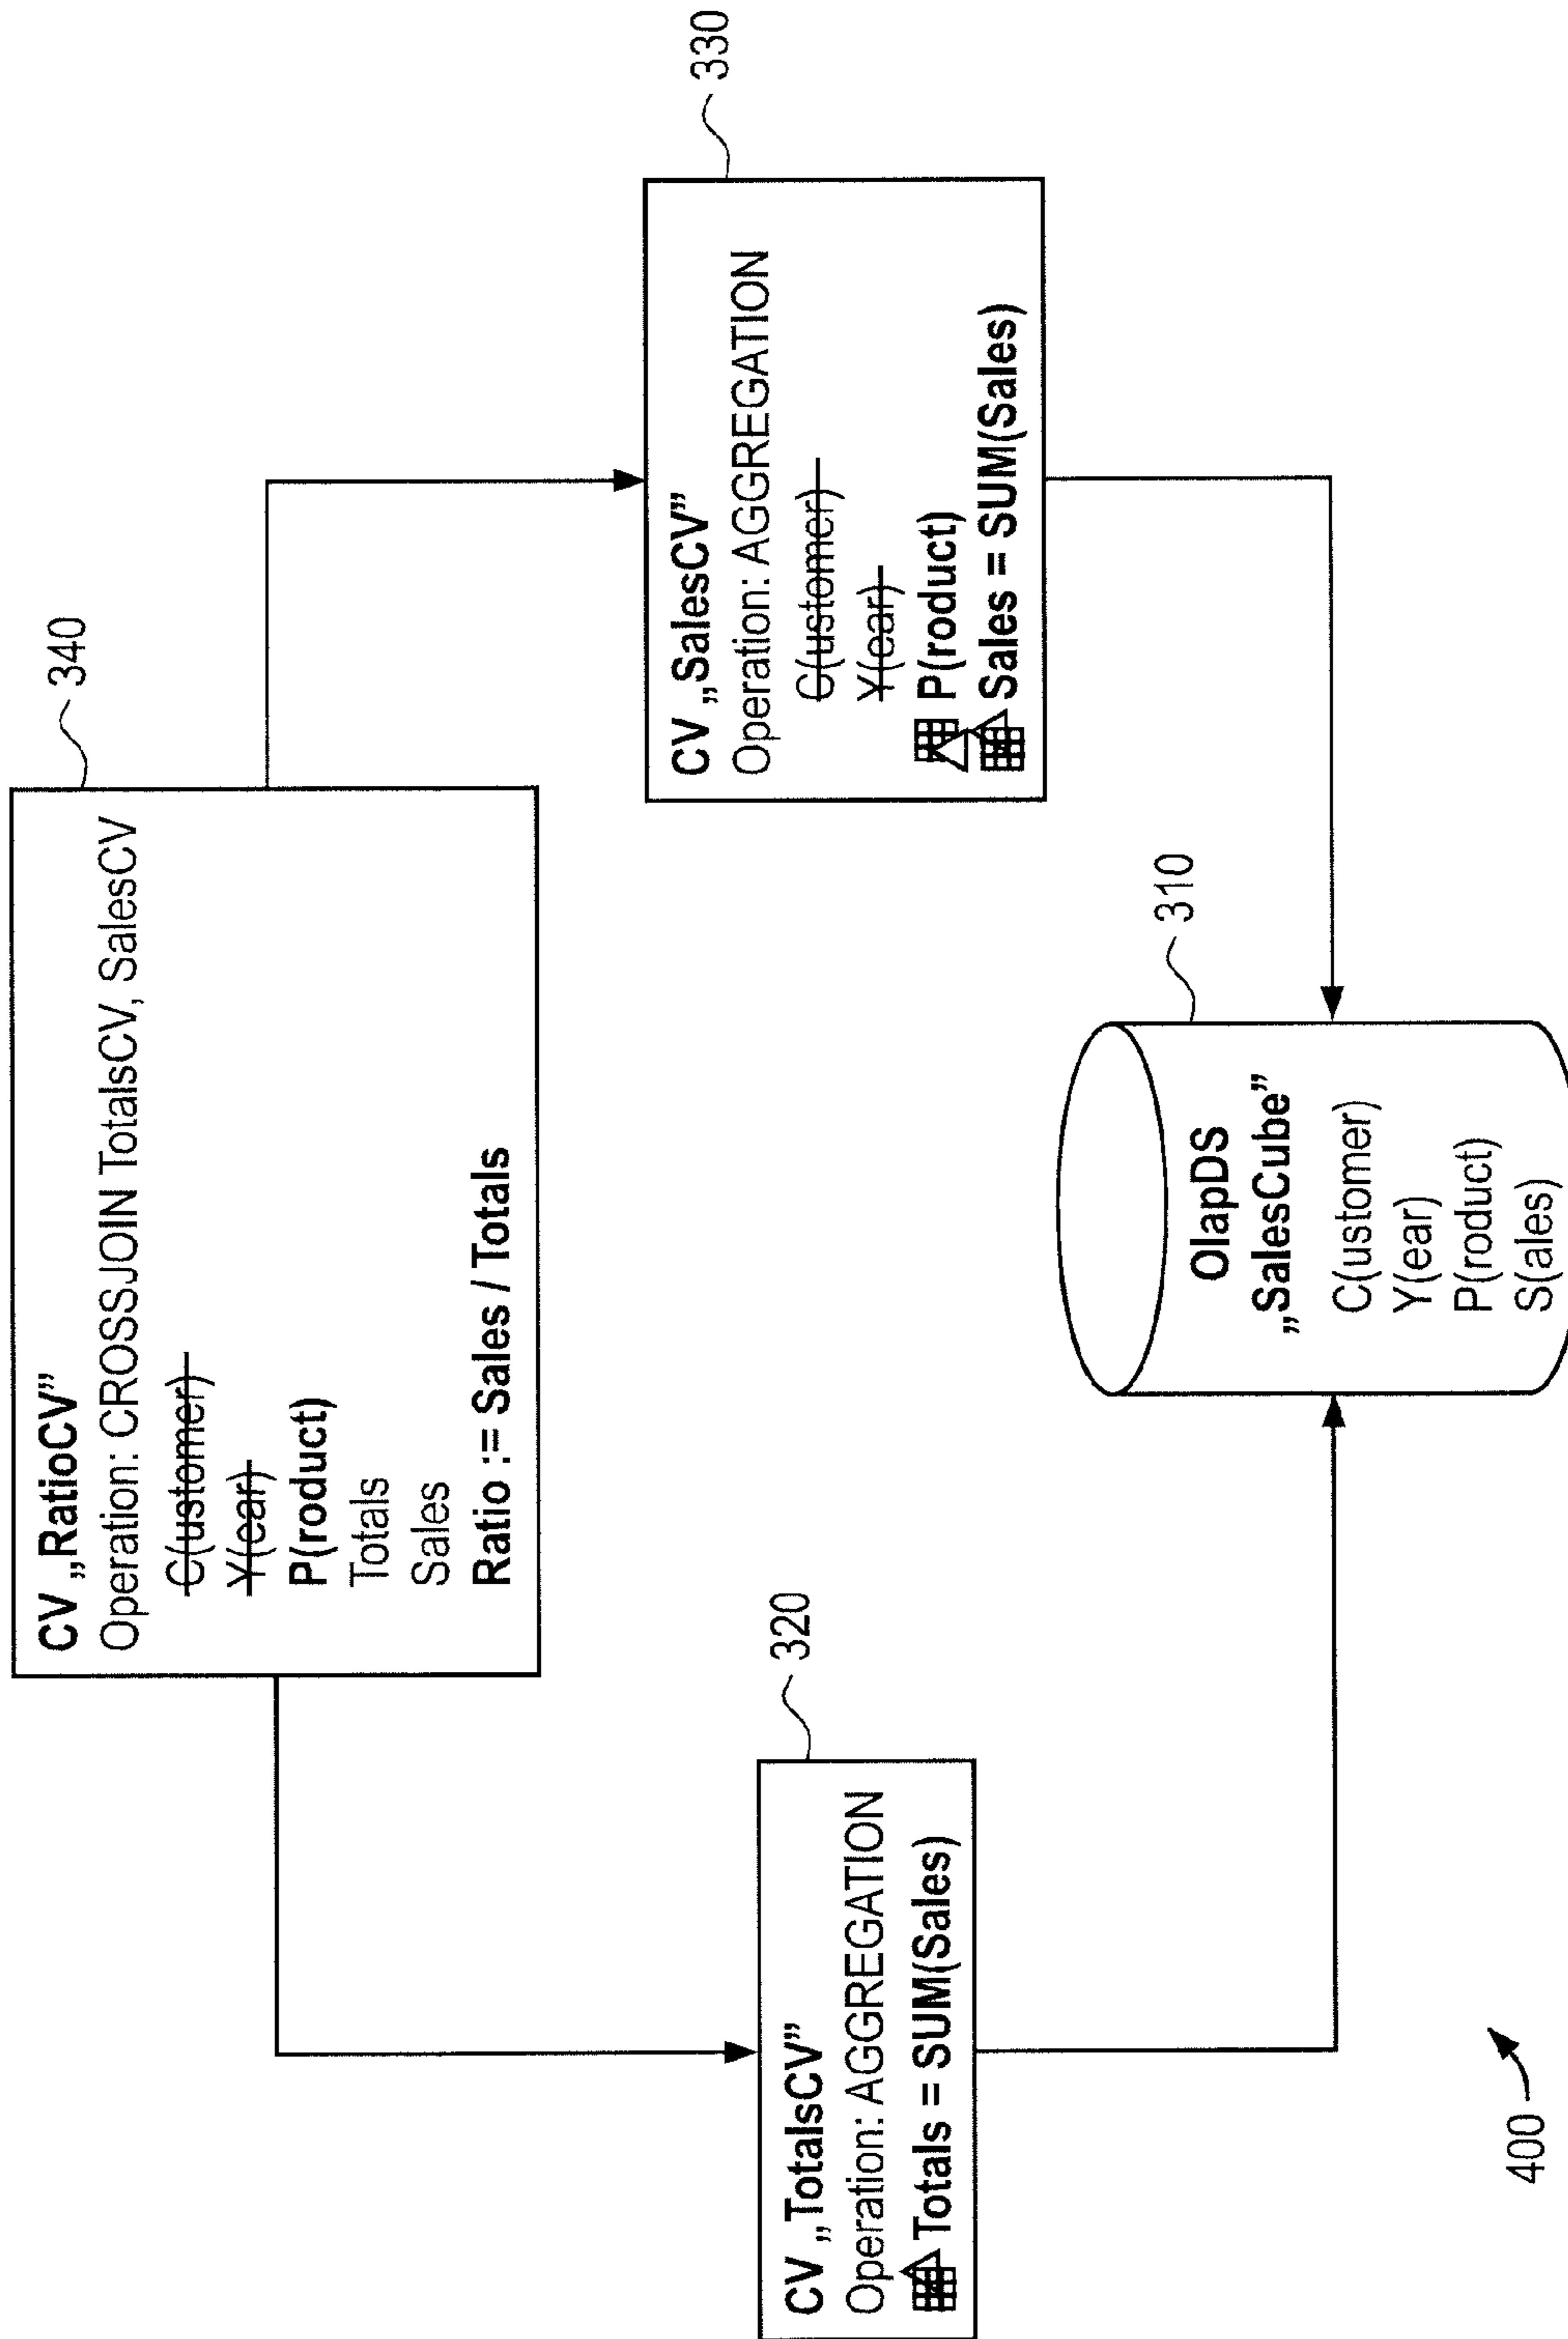 340
CV „RatioCV”
Operation: CROSSJOIN TotalsCV, SalesCV
C(ustomer)
Y(ear)
P(roduct)
Totals
Sales
Ratio := Sales / Totals
320
CV „TotalsCV”
Operation: AGGREGATION
Totals = SUM(Sales)
330
CV „SalesCV”
Operation: AGGREGATION
C(ustomer)
Y(ear)
P(roduct)
Sales = SUM(Sales)
310
OlapDS
„SalesCube”
C(ustomer)
Y(ear)
P(roduct)
S(ales)
400